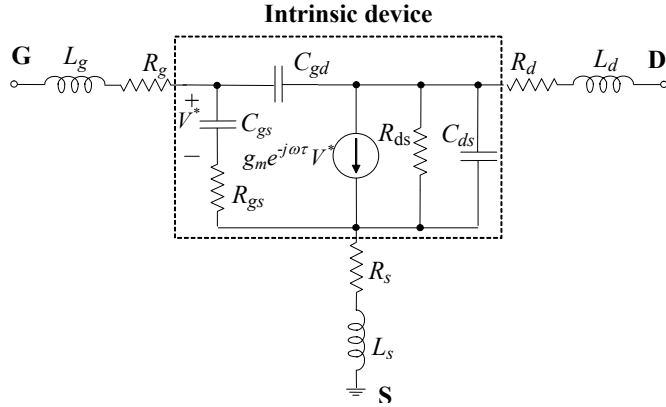 Intrinsic device
G
L_g
R_g
C_gd
R_d
L_d
D
+
V^*
−
C_gs
R_gs
g_m e^{-jωτ} V^*
R_ds
C_ds
R_s
L_s
S